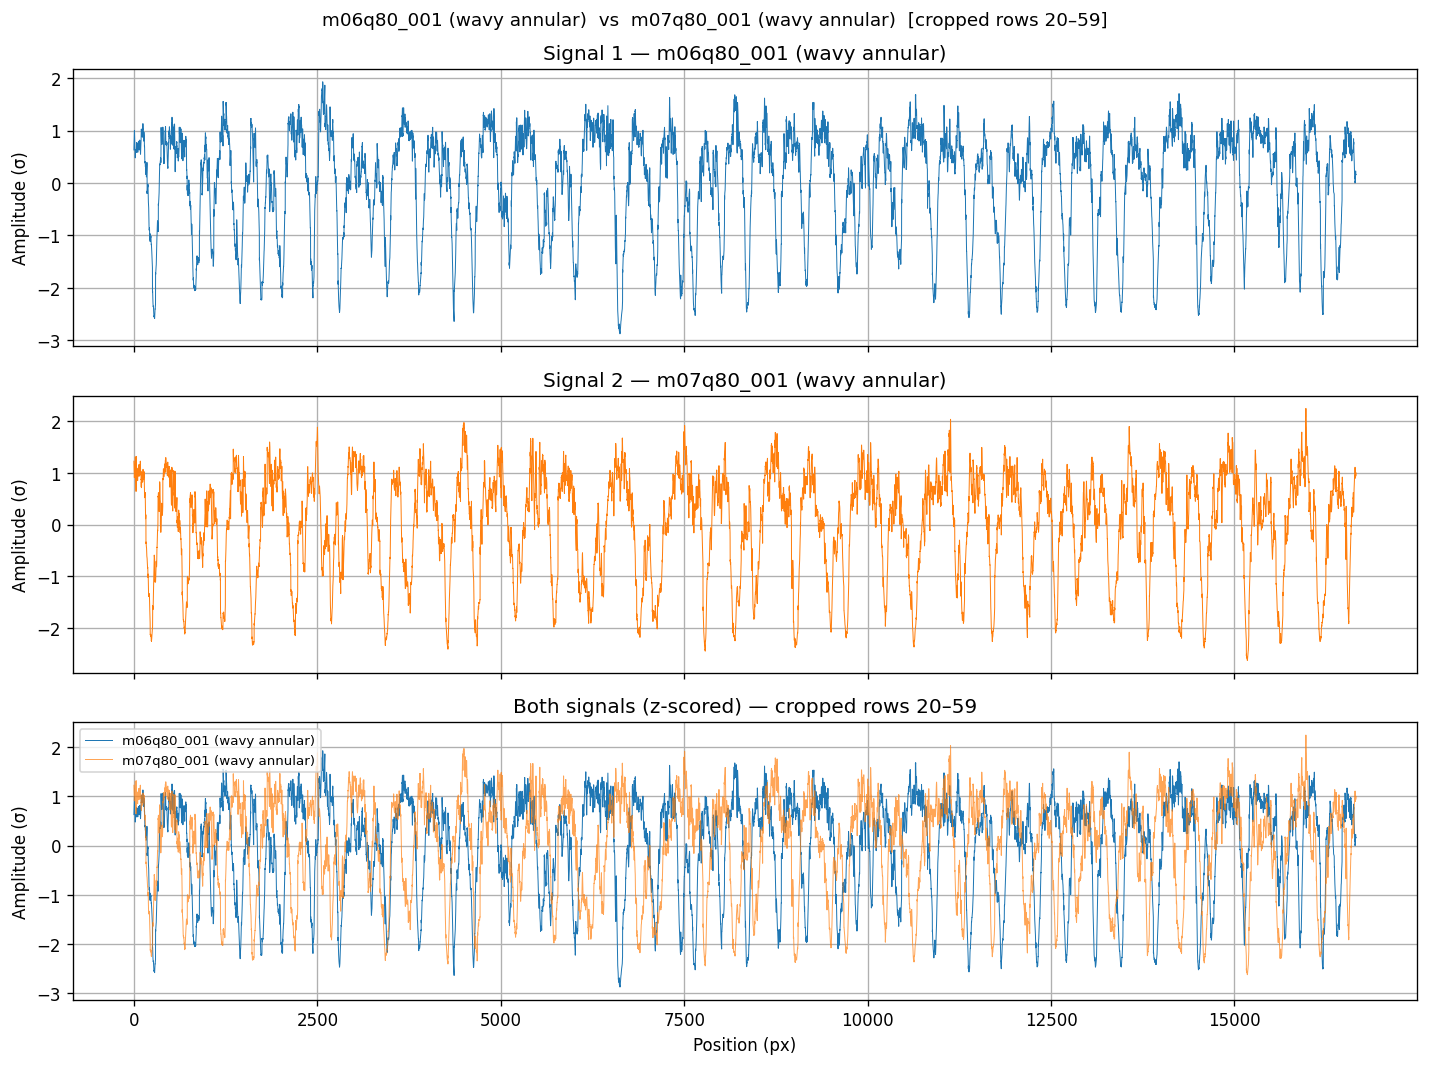 m06q80_001 (wavy annular)  vs  m07q80_001 (wavy annular)  [cropped rows 20–59]
Signal 1 — m06q80_001 (wavy annular)
2
1
0
−1
−2
−3
Amplitude (σ)
Signal 2 — m07q80_001 (wavy annular)
2
1
0
−1
−2
Amplitude (σ)
Both signals (z-scored) — cropped rows 20–59
m06q80_001 (wavy annular)
m07q80_001 (wavy annular)
2
1
0
−1
−2
−3
Amplitude (σ)
0 2500 5000 7500 10000 12500 15000
Position (px)